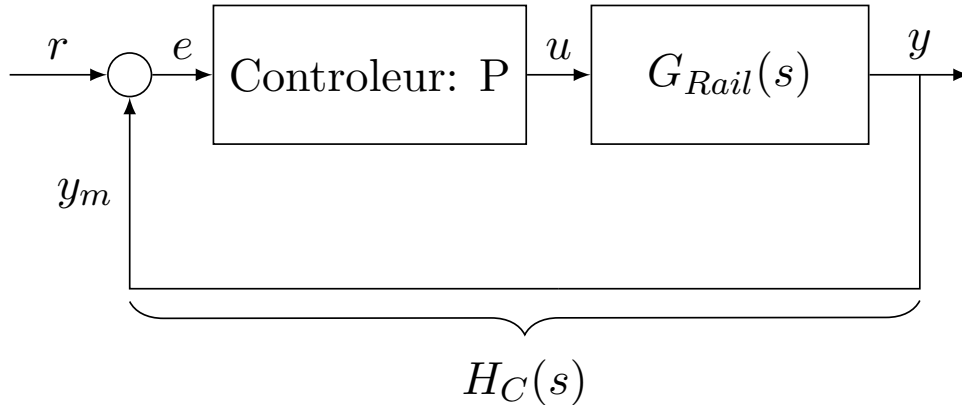 r
e
Controleur: P
u
G_{Rail}(s)
y
y_m
H_C(s)